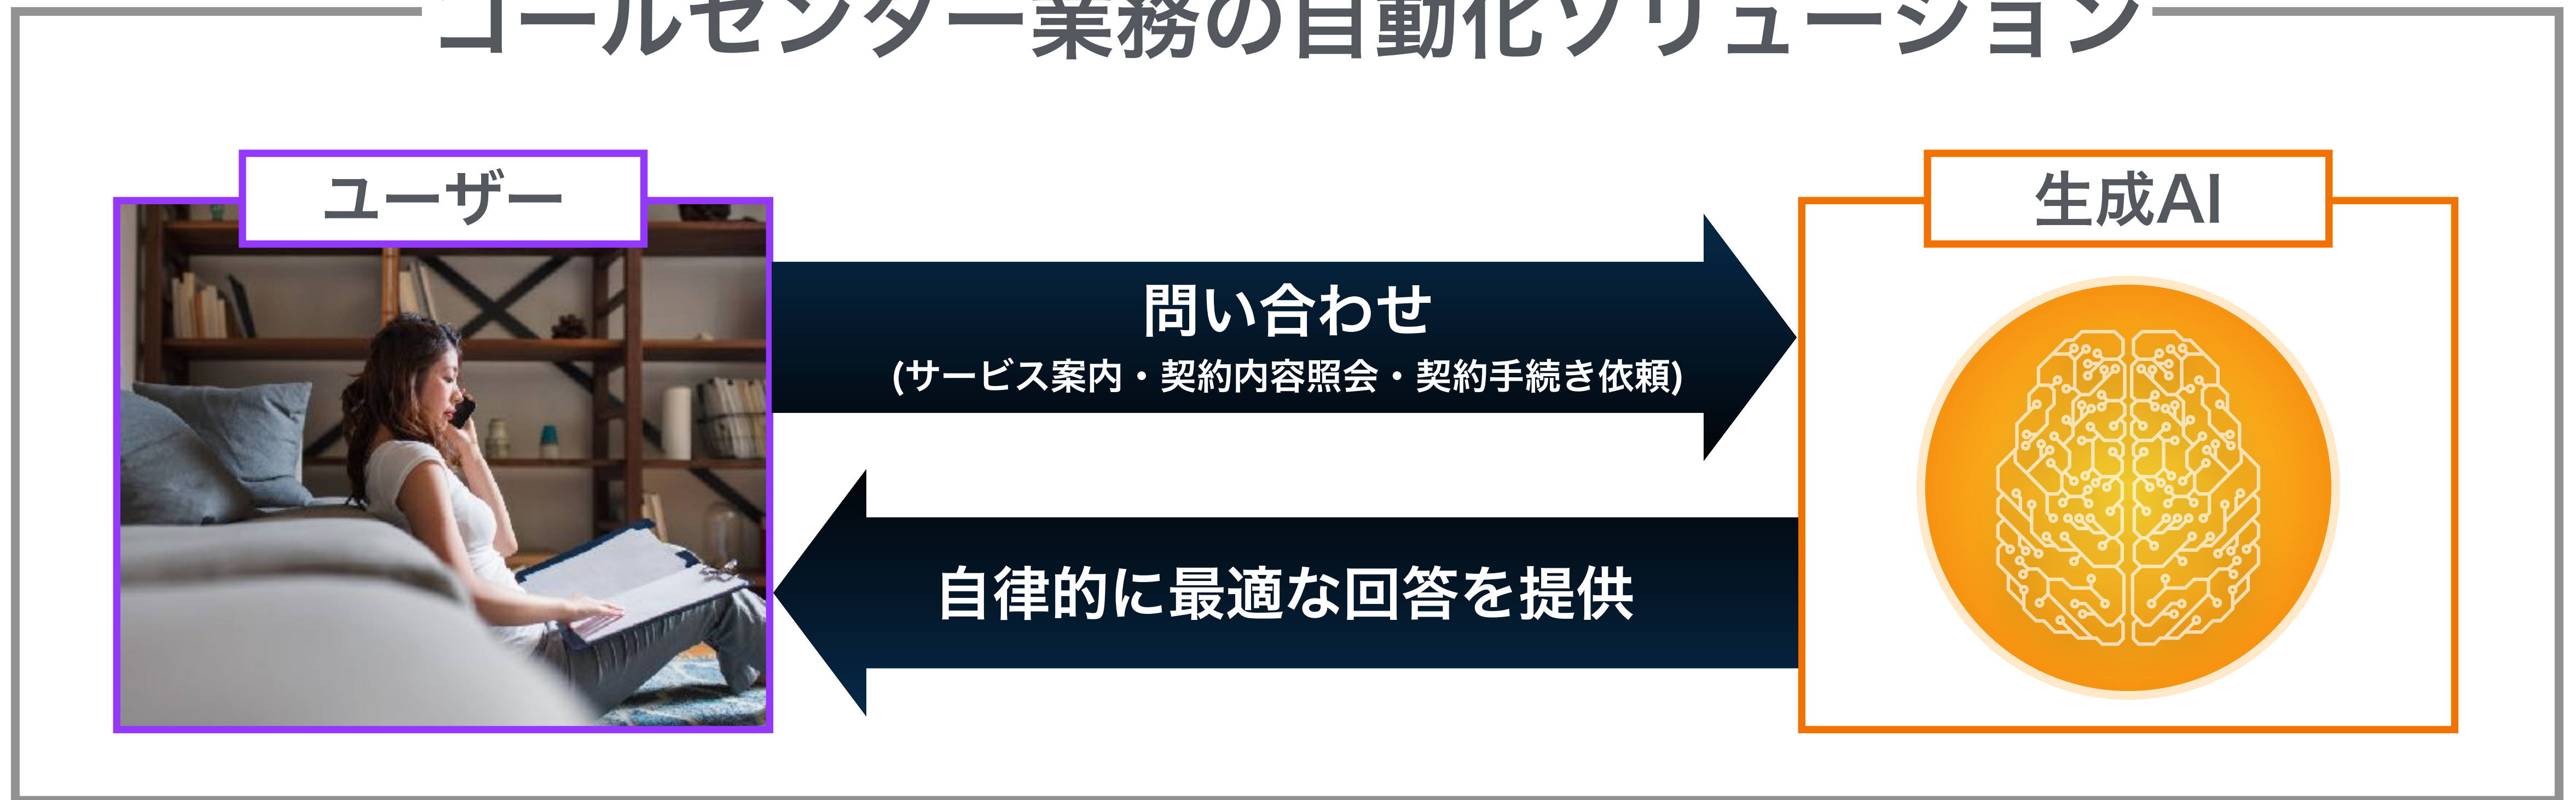 コールセンター業務の自動化ソリューション
ユーザー
生成AI
問い合わせ
(サービス案内・契約内容照会・契約手続き依頼)
自律的に最適な回答を提供